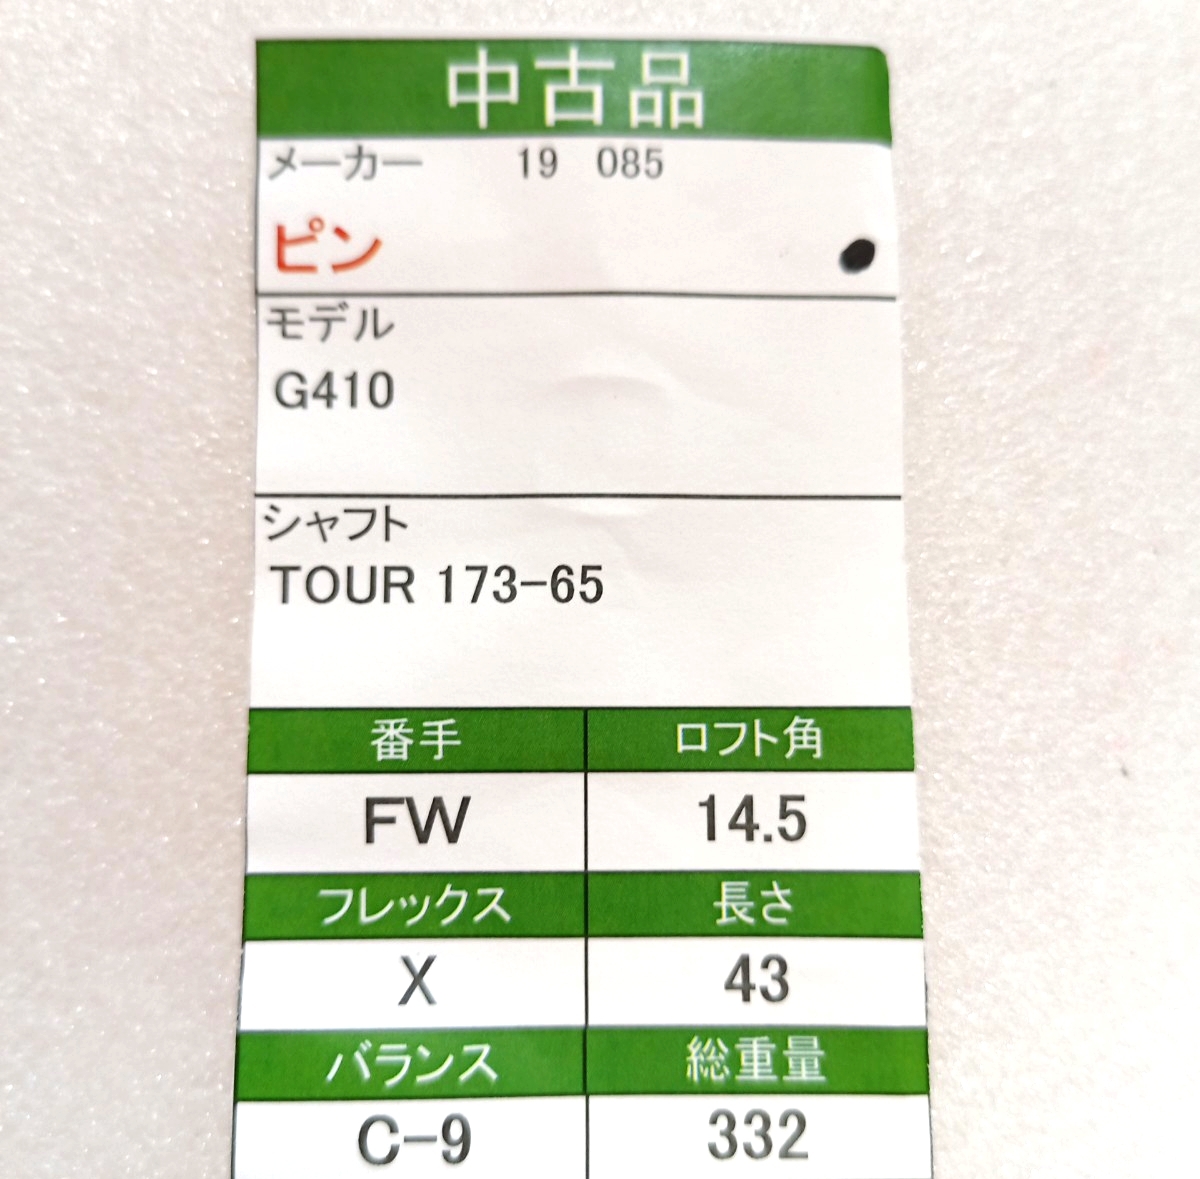 中古品
メーカー 19 085
ピン
モデル
G410
シャフト
TOUR 173-65
番手 ロフト角
FW 14.5
フレックス 長さ
X 43
バランス 総重量
C-9 332